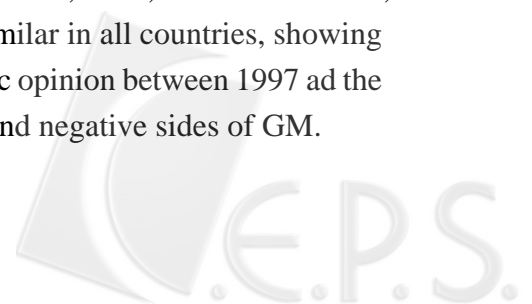 milar in all countries, showing
c opinion between 1997 ad the
nd negative sides of GM.
C.E.P.S.